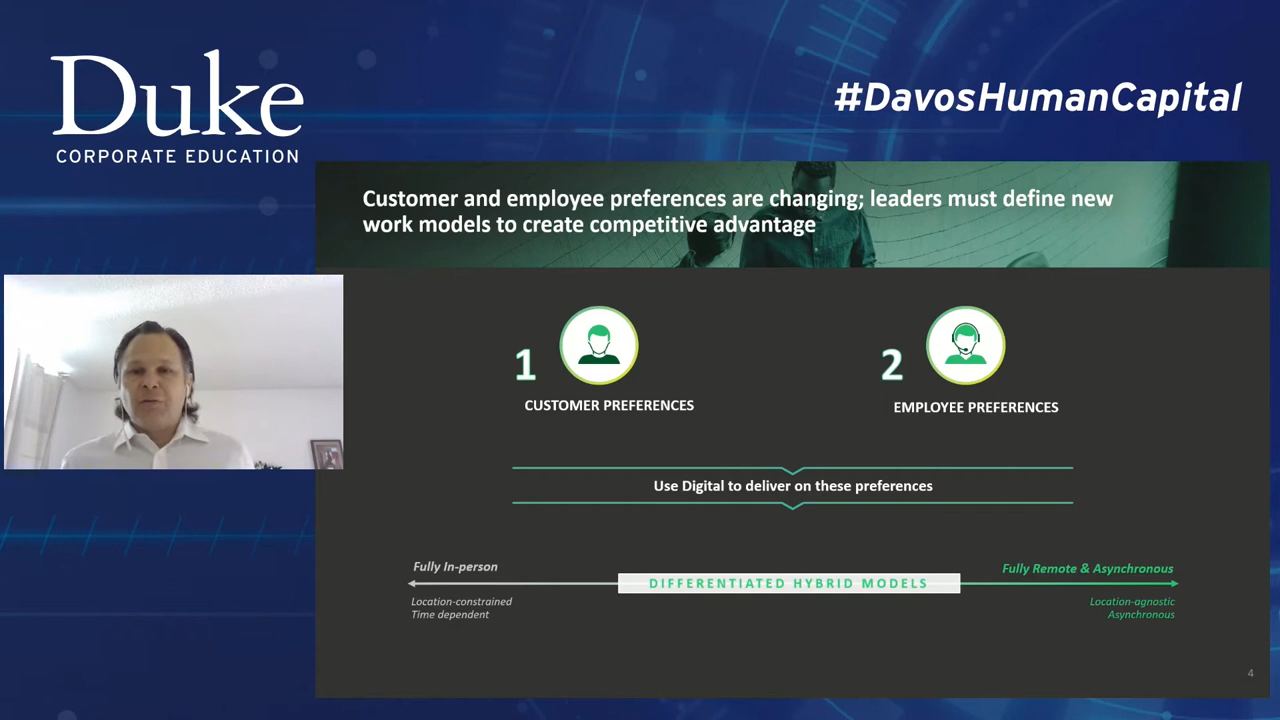 Duke
CORPORATE EDUCATION
#DavosHumanCapital
Customer and employee preferences are changing; leaders must define new
work models to create competitive advantage
1
CUSTOMER PREFERENCES
2
EMPLOYEE PREFERENCES
Use Digital to deliver on these preferences
Fully In-person
Fully Remote & Asynchronous
DIFFERENTIATED HYBRID MODELS
Location-constrained
Time dependent
Location-agnostic
Asynchronous
4